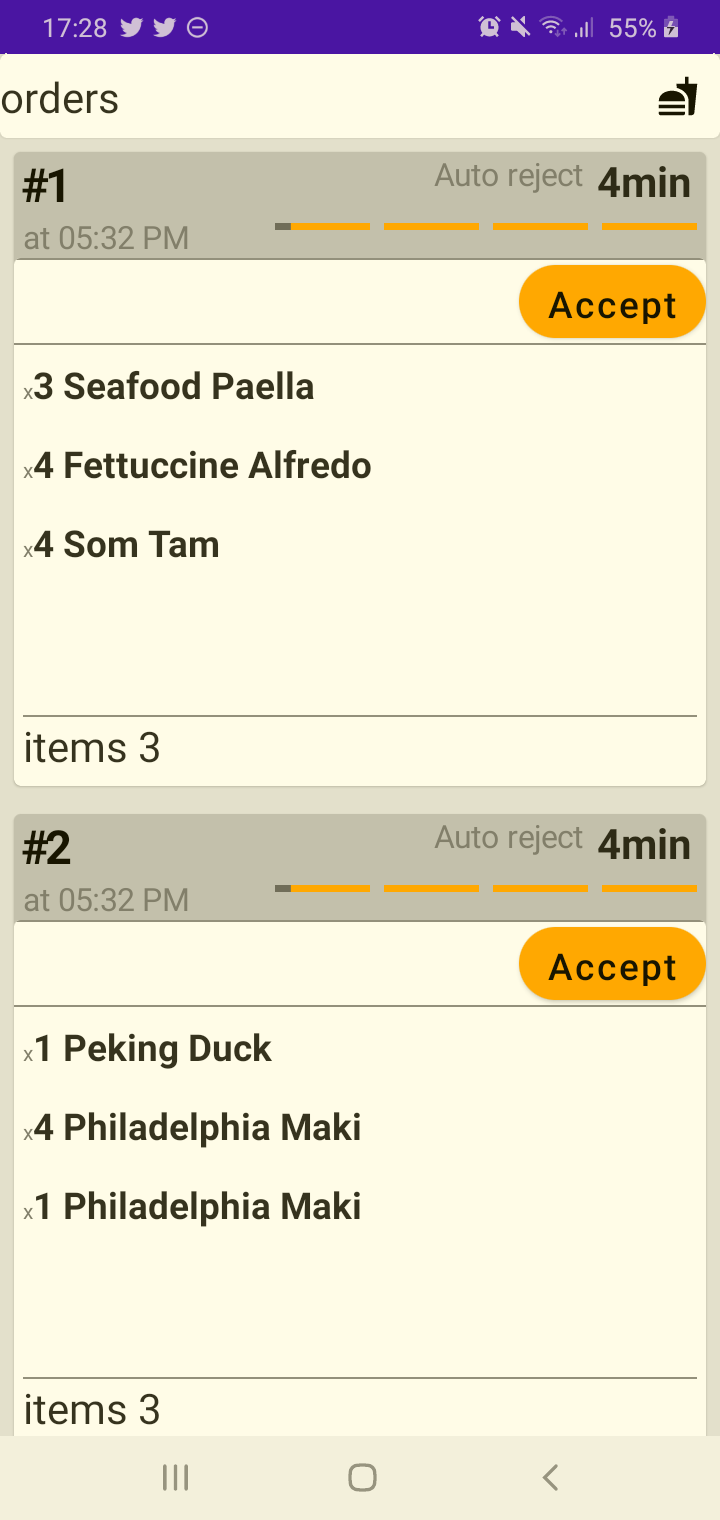 17:28 55%
orders
#1 Auto reject 4min
at 05:32 PM
Accept
x3 Seafood Paella
x4 Fettuccine Alfredo
x4 Som Tam
items 3
#2 Auto reject 4min
at 05:32 PM
Accept
x1 Peking Duck
x4 Philadelphia Maki
x1 Philadelphia Maki
items 3